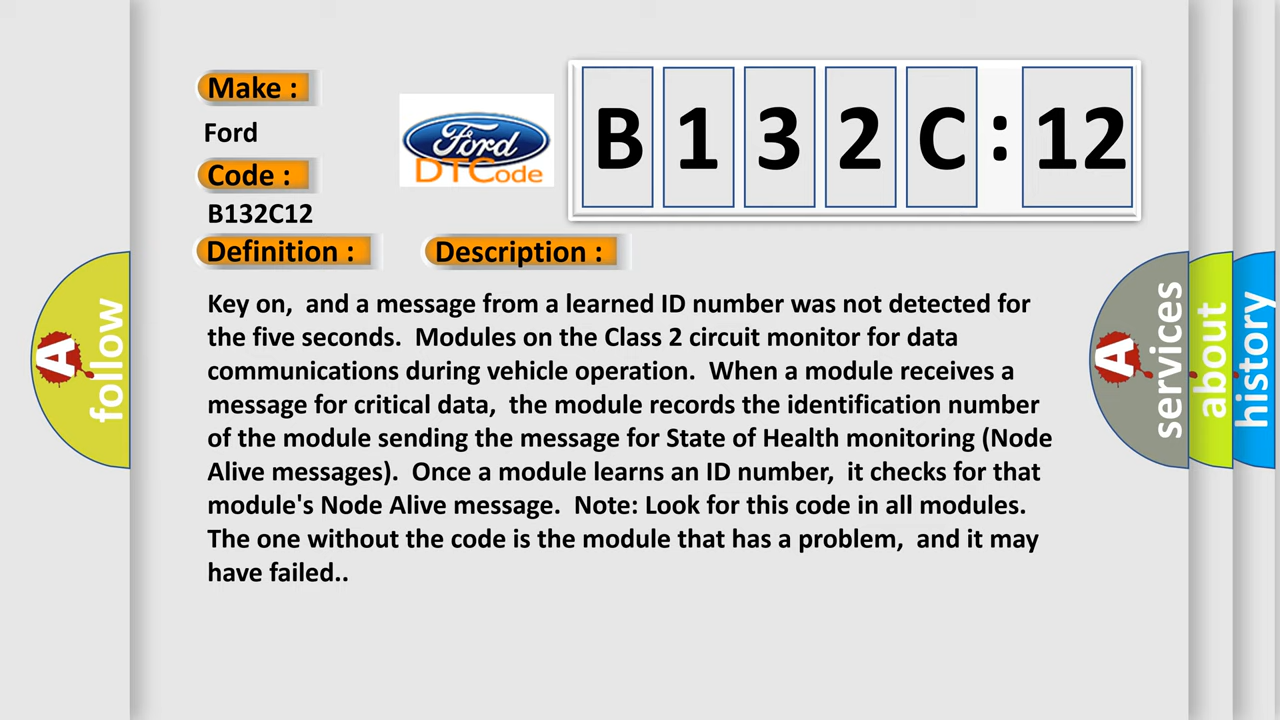 Make :
Ford
Code :
B132C12
Ford
DTCode
B 1 3 2 C : 12
Definition :
Description :
Key on,  and a message from a learned ID number was not detected for
the five seconds  Modules on the Class 2 circuit monitor for data
communications during vehicle operation  When a module receives a
message for critical data,  the module records the identification number
of the module sending the message for State of Health monitoring (Node
Alive messages)  Once a module learns an ID number,  it checks for that
module's Node Alive message  Note: Look for this code in all modules
The one without the code is the module that has a problem,  and it may
have failed..
A follow
A services
about
history